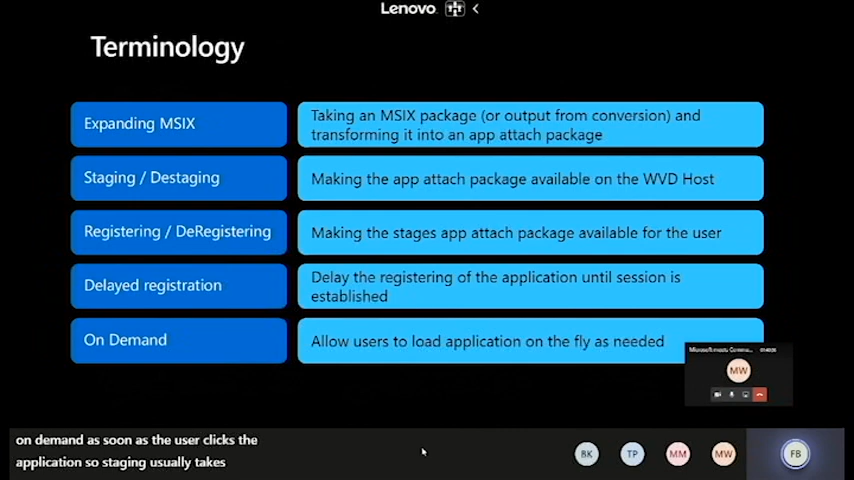 Lenovo
Terminology
Expanding MSIX
Taking an MSIX package (or output from conversion) and
transforming it into an app attach package
Staging / Destaging
Making the app attach package available on the WVD Host
Registering / DeRegistering
Making the stages app attach package available for the user
Delayed registration
Delay the registering of the application until session is
established
On Demand
Allow users to load application on the fly as needed
MW
on demand as soon as the user clicks the
application so staging usually takes
BK
TP
MM
MW
FB